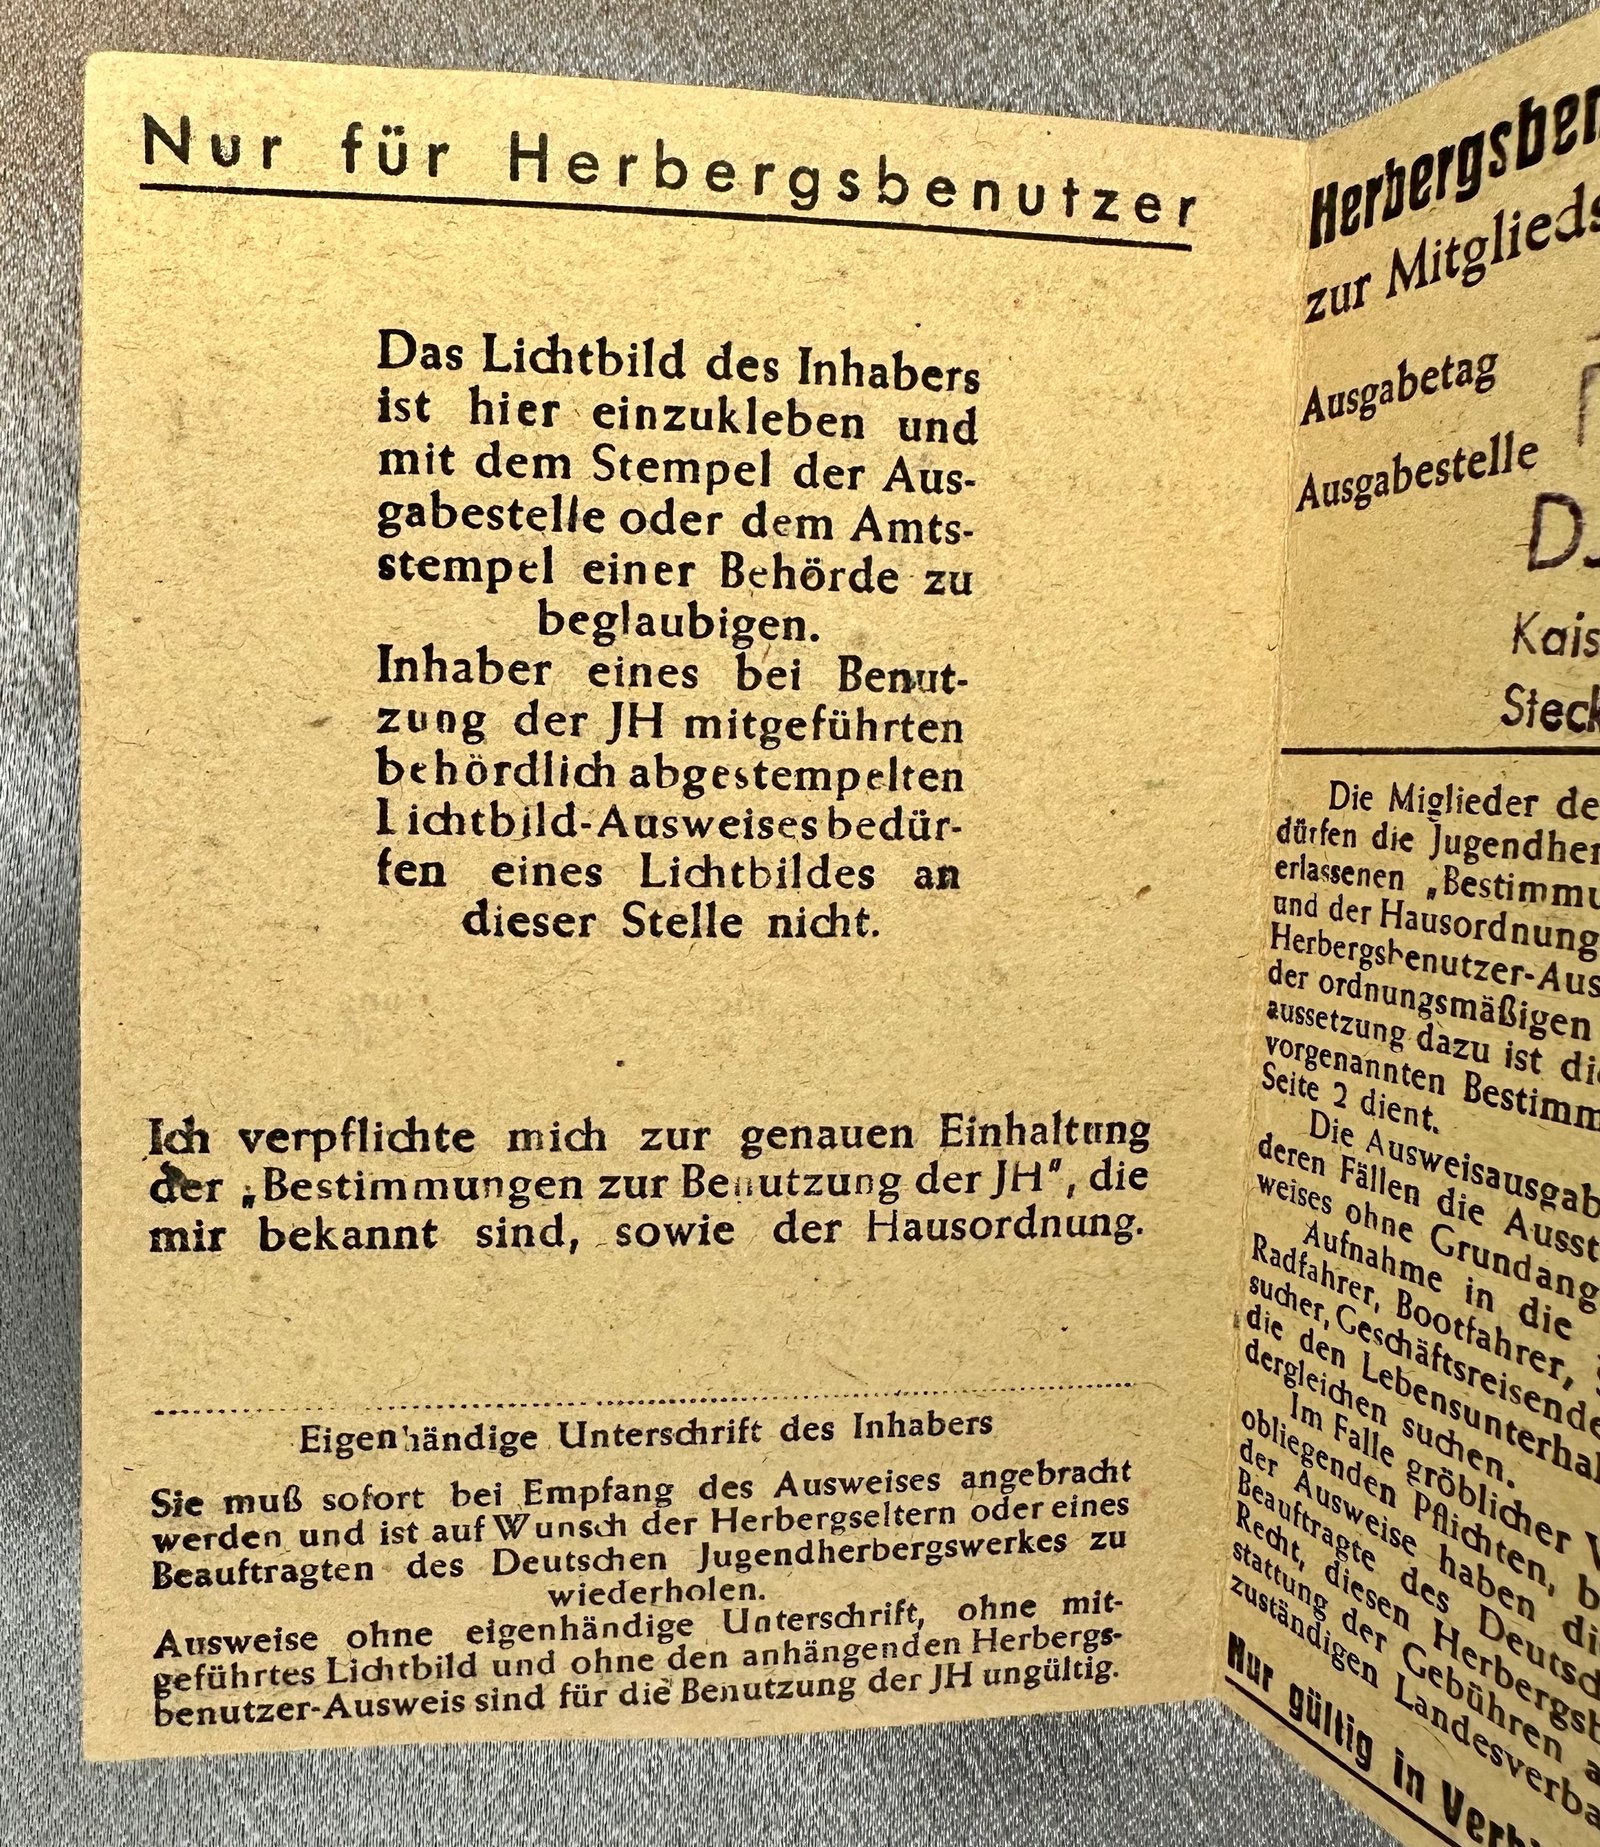 Nur für Herbergsbenutzer
Das Lichtbild des Inhabers
ist hier einzukleben und
mit dem Stempel der Aus-
gabestelle oder dem Amts-
stempel einer Behörde zu
beglaubigen.
Inhaber eines bei Benut-
zung der JH mitgeführten
behördlich abgestempelten
Lichtbild-Ausweises bedür-
fen eines Lichtbildes an
dieser Stelle nicht.
Ich verpflichte mich zur genauen Einhaltung
der „Bestimmungen zur Benutzung der JH", die
mir bekannt sind, sowie der Hausordnung.
Eigenhändige Unterschrift des Inhabers
Sie muß sofort bei Empfang des Ausweises angebracht
werden und ist auf Wunsch der Herbergseltern oder eines
Beauftragten des Deutschen Jugendherbergswerkes zu
wiederholen.
Ausweise ohne eigenhändige Unterschrift, ohne mit-
geführtes Lichtbild und ohne den anhängenden Herbergs-
benutzer-Ausweis sind für die Benutzung der JH ungültig.
Herbergsben
zur Mitglieds
Ausgabetag
Ausgabestelle
DJ
Kais
Steck
Die Miglieder de
dürfen die Jugendher
erlassenen „Bestimmu
und der Hausordnung
Herbergsbenutzer-Aus
der ordnungsmäßigen
aussetzung dazu ist die
vorgenannten Bestimm
Seite 2 dient.
Die Ausweisausgab
deren Fällen die Ausst
weises ohne Grundang
Aufnahme in die
Radfahrer, Bootfahrer,
sucher, Geschäftsreisende
die den Lebensunterhal
dergleichen suchen.
Im Falle gröblicher V
obliegenden Pflichten, b
der Ausweise haben die
Beauftragte des Deutsch
Recht, diesen Herbergsb
stattung der Gebühren a
zuständigen Landesverba
Nur gültig in Verb